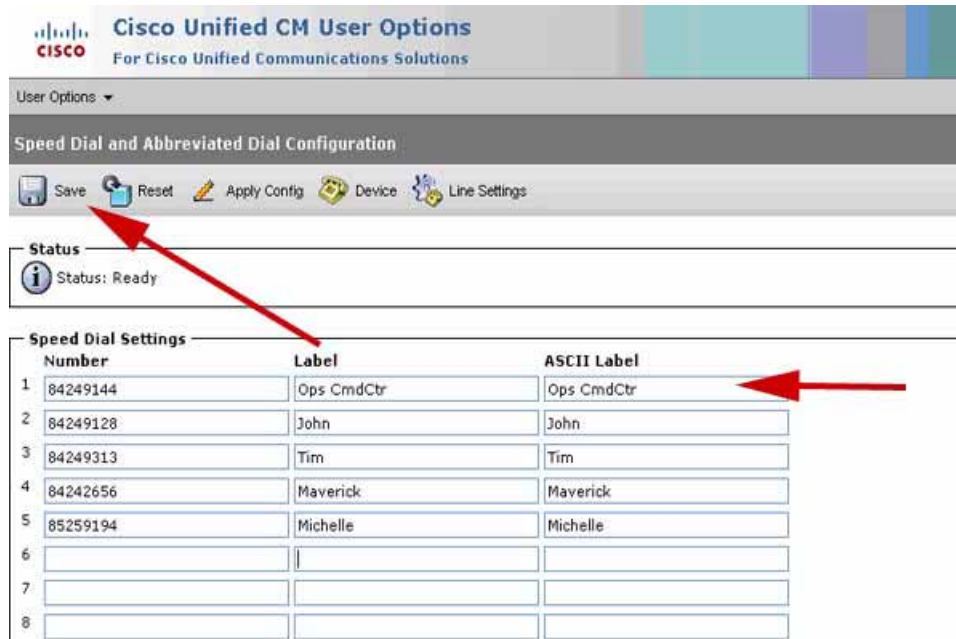 CISCO
Cisco Unified CM User Options
For Cisco Unified Communications Solutions
User Options
Speed Dial and Abbreviated Dial Configuration
Save Reset Apply Config Device Line Settings
Status
i Status: Ready
Speed Dial Settings
Number Label ASCII Label
1 84249144 Ops CmdCtr Ops CmdCtr
2 84249128 John John
3 84249313 Tim Tim
4 84242656 Maverick Maverick
5 85259194 Michelle Michelle
6
7
8